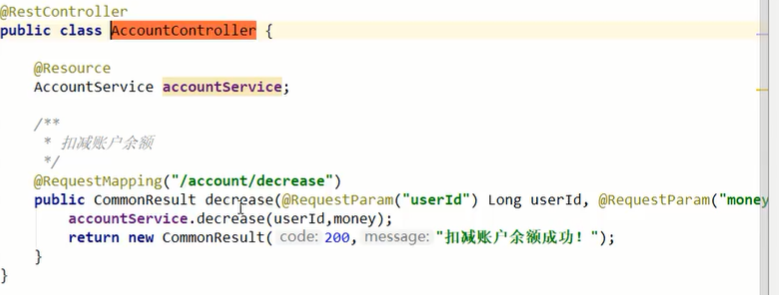 @RestController
public class AccountController {
@Resource
AccountService accountService;
/**
* 扣减账户余额
*/
@RequestMapping("/account/decrease")
public CommonResult decrease(@RequestParam("userId") Long userId, @RequestParam("money
accountService.decrease(userId,money);
return new CommonResult( code: 200, message: "扣减账户余额成功！");
}
}